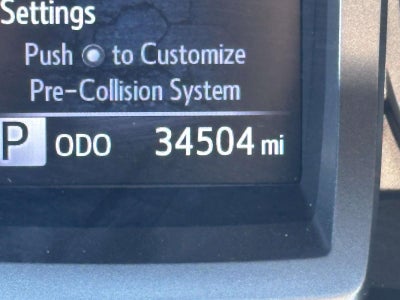 Settings
Push to Customize
Pre-Collision System
P ODO 34504 mi